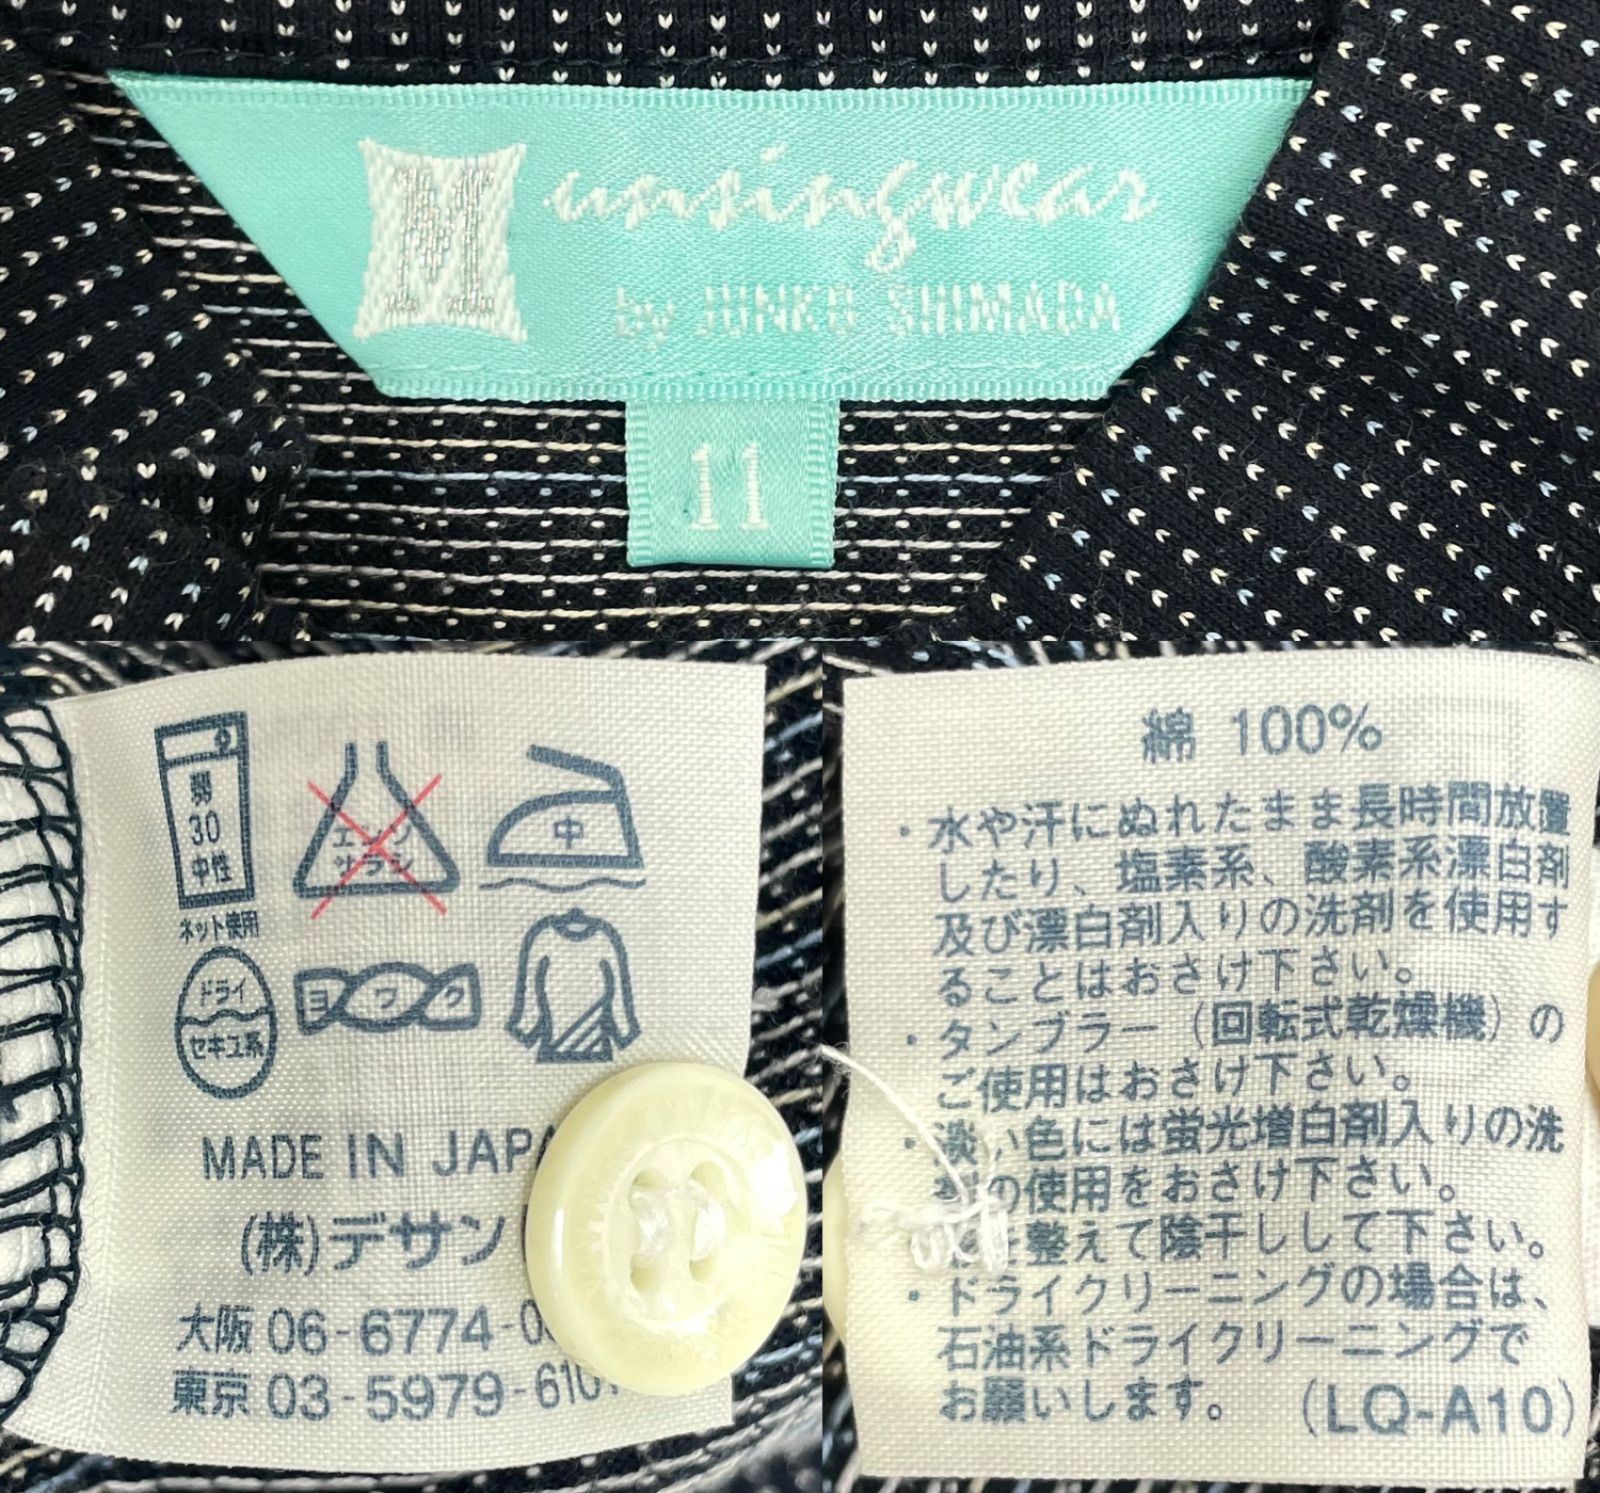 M unsingwear
by JUNKO SHIMADA
11
弱
30
中性
ネット使用
エンソ
サラシ
中
ドライ
セキユ系
ヨワク
MADE IN JAPA
(株)デサン
大阪 06-6774-0
東京 03-5979-610
綿 100%
・水や汗にぬれたまま長時間放置
したり、塩素系、酸素系漂白剤
及び漂白剤入りの洗剤を使用す
ることはおさけ下さい。
・タンブラー(回転式乾燥機)の
ご使用はおさけ下さい。
・淡い色には蛍光増白剤入りの洗
剤の使用をおさけ下さい。
を整えて陰干しして下さい。
・ドライクリーニングの場合は、
石油系ドライクリーニングで
お願いします。 (LQ-A10)